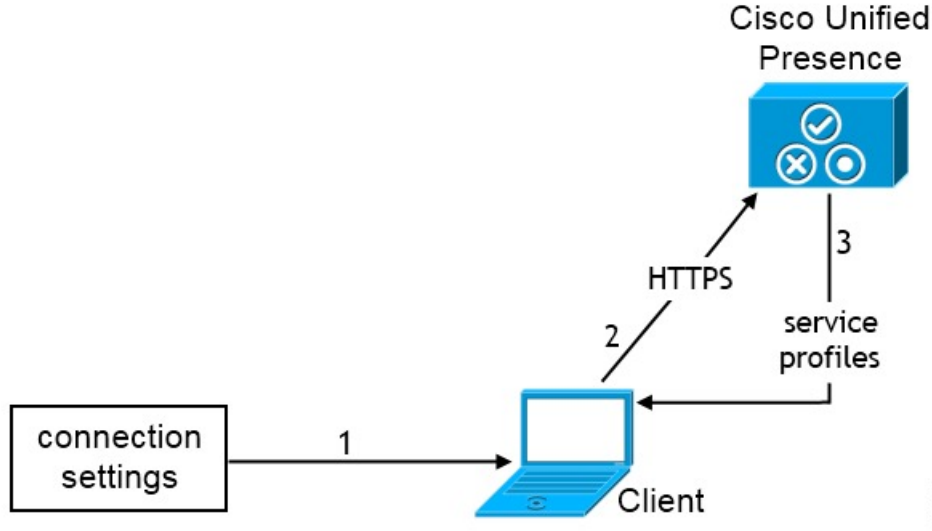 Cisco Unified
Presence
3
HTTPS
service
profiles
2
connection
settings
1
Client